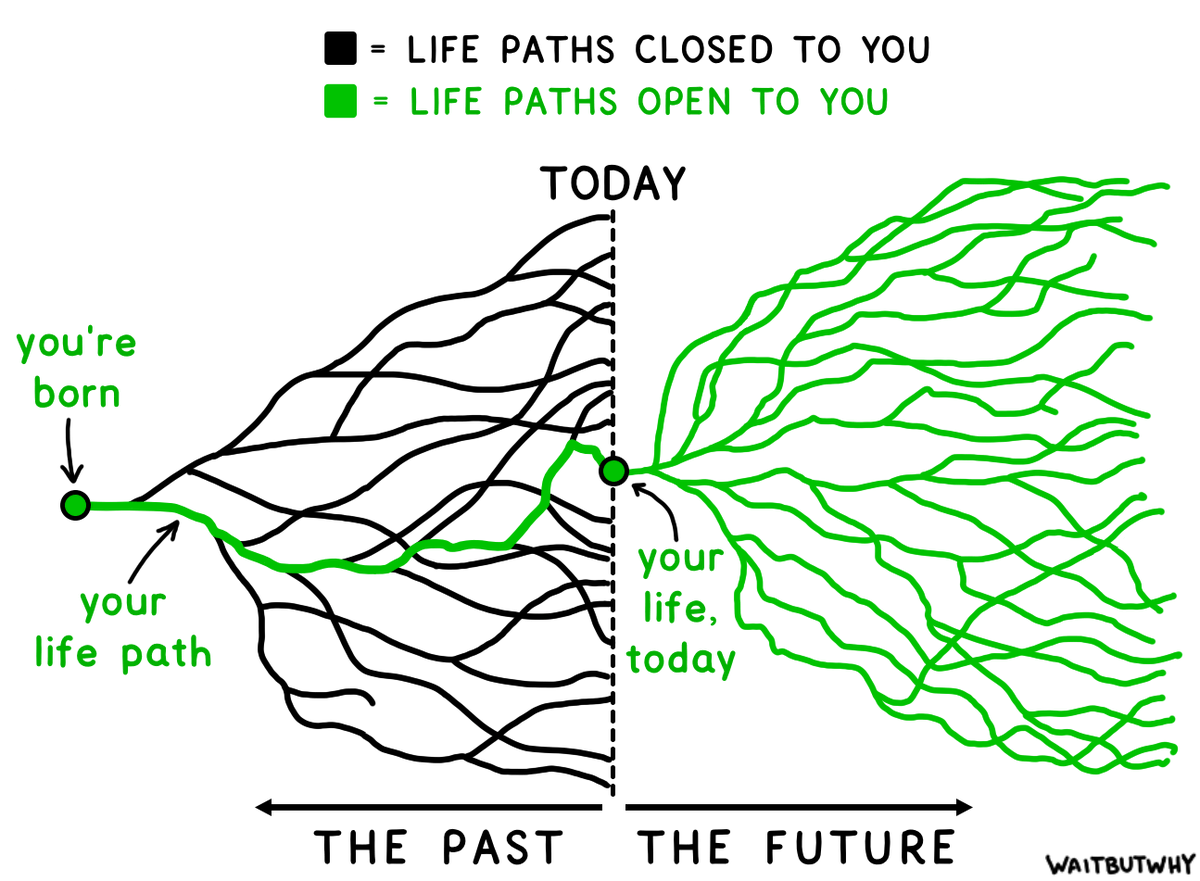 = LIFE PATHS CLOSED TO YOU
= LIFE PATHS OPEN TO YOU
TODAY
you're
born
your
life path
your
life,
today
THE PAST
THE FUTURE
WAITBUTWHY